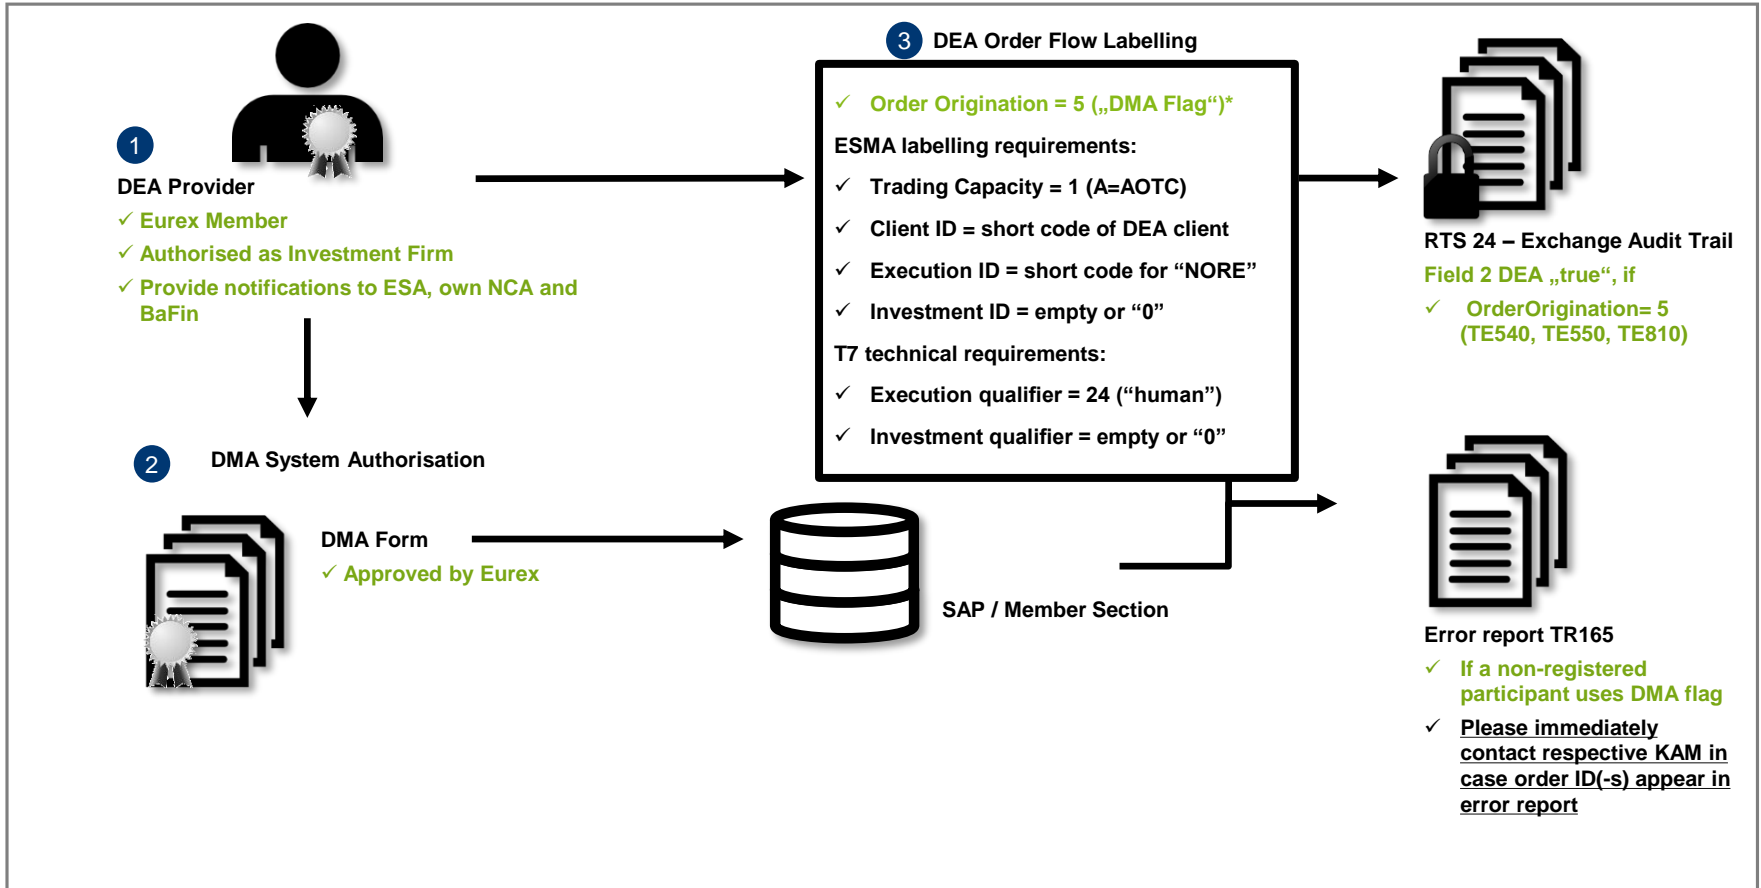 1
DEA Provider
✓ Eurex Member
✓ Authorised as Investment Firm
✓ Provide notifications to ESA, own NCA and
BaFin
2
DMA System Authorisation
DMA Form
✓ Approved by Eurex
SAP / Member Section
3
DEA Order Flow Labelling
✓ Order Origination = 5 („DMA Flag“)*
ESMA labelling requirements:
✓ Trading Capacity = 1 (A=AOTC)
✓ Client ID = short code of DEA client
✓ Execution ID = short code for “NORE”
✓ Investment ID = empty or “0”
T7 technical requirements:
✓ Execution qualifier = 24 (“human”)
✓ Investment qualifier = empty or “0”
RTS 24 – Exchange Audit Trail
Field 2 DEA „true“, if
✓ OrderOrigination= 5
(TE540, TE550, TE810)
Error report TR165
✓ If a non-registered
participant uses DMA flag
✓ Please immediately
contact respective KAM in
case order ID(-s) appear in
error report